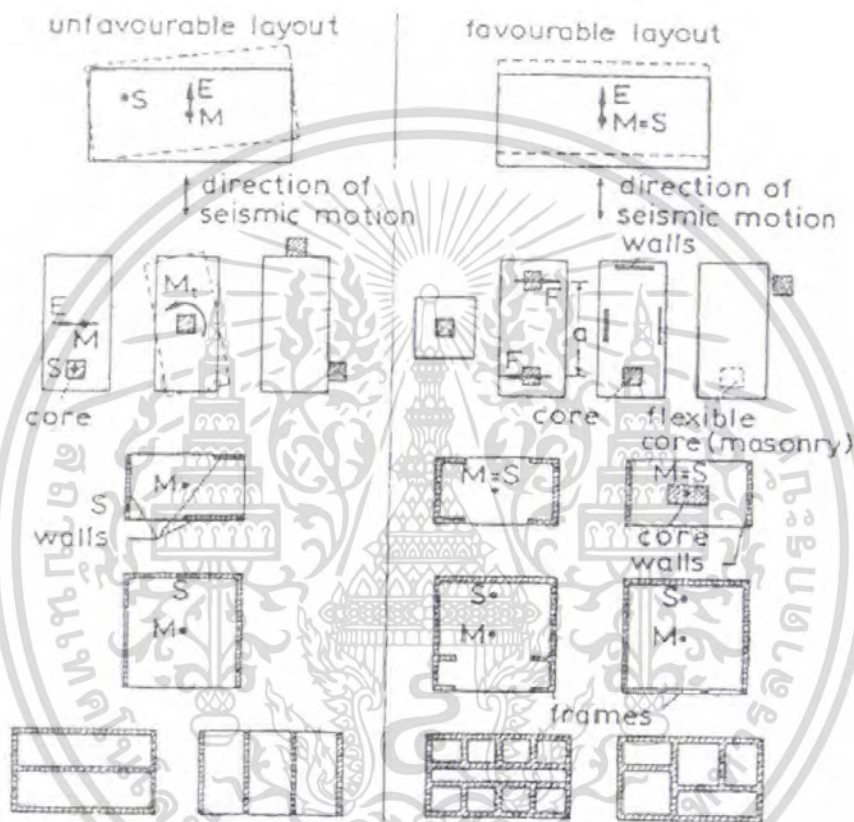 unfavourable layout
favourable layout
S
E
M
E
M=S
direction of
seismic motion
direction of
seismic motion
walls
E
M
S
core
Mt
F
F
a
core
flexible
core (masonry)
M
S
walls
M=S
M=S
core
walls
S
M
S
M
S
M
frames